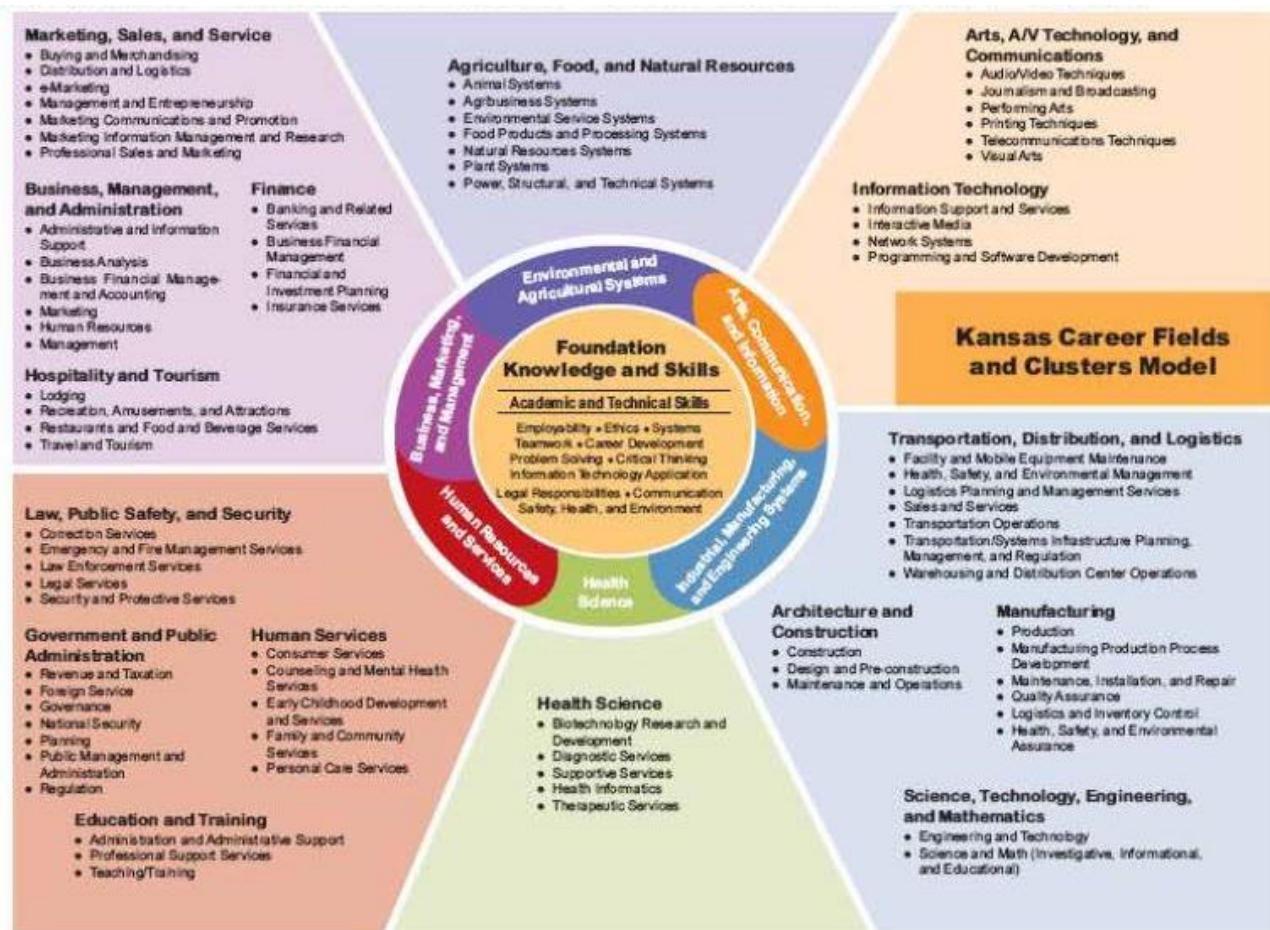 Marketing, Sales, and Service
• Buying and Merchandising
• Distribution and Logistics
• e-Marketing
• Management and Entrepreneurship
• Marketing Communications and Promotion
• Marketing Information Management and Research
• Professional Sales and Marketing
Business, Management,
and Administration
• Administrative and Information
Support
• Business Analysis
• Business Financial Manage-
ment and Accounting
• Marketing
• Human Resources
• Management
Finance
• Banking and Related
Services
• Business Financial
Management
• Financial and
Investment Planning
• Insurance Services
Hospitality and Tourism
• Lodging
• Recreation, Amusements, and Attractions
• Restaurants and Food and Beverage Services
• Travel and Tourism
Agriculture, Food, and Natural Resources
• Animal Systems
• Agribusiness Systems
• Environmental Service Systems
• Food Products and Processing Systems
• Natural Resources Systems
• Plant Systems
• Power, Structural, and Technical Systems
Arts, A/V Technology, and
Communications
• Audio/Video Techniques
• Journalism and Broadcasting
• Performing Arts
• Printing Techniques
• Telecommunications Techniques
• Visual Arts
Information Technology
• Information Support and Services
• Interactive Media
• Network Systems
• Programming and Software Development
Kansas Career Fields
and Clusters Model
Environmental and
Agricultural Systems
Arts, Communication,
and Information
Business, Marketing,
and Management
Foundation
Knowledge and Skills
Academic and Technical Skills
Employability • Ethics • Systems
Teamwork • Career Development
Problem Solving • Critical Thinking
Information Technology Application
Legal Responsibilities • Communication
Safety, Health, and Environment
Human Resources
and Services
Health
Science
Industrial, Manufacturing,
and Engineering Systems
Transportation, Distribution, and Logistics
• Facility and Mobile Equipment Maintenance
• Health, Safety, and Environmental Management
• Logistics Planning and Management Services
• Sales and Services
• Transportation Operations
• Transportation/Systems Infrastructure Planning,
Management, and Regulation
• Warehousing and Distribution Center Operations
Architecture and
Construction
• Construction
• Design and Pre-construction
• Maintenance and Operations
Manufacturing
• Production
• Manufacturing Production Process
Development
• Maintenance, Installation, and Repair
• Quality Assurance
• Logistics and Inventory Control
• Health, Safety, and Environmental
Assurance
Science, Technology, Engineering,
and Mathematics
• Engineering and Technology
• Science and Math (Investigative, Informational,
and Educational)
Law, Public Safety, and Security
• Correction Services
• Emergency and Fire Management Services
• Law Enforcement Services
• Legal Services
• Security and Protective Services
Government and Public
Administration
• Revenue and Taxation
• Foreign Service
• Governance
• National Security
• Planning
• Public Management and
Administration
• Regulation
Human Services
• Consumer Services
• Counseling and Mental Health
Services
• Early Childhood Development
and Services
• Family and Community
Services
• Personal Care Services
Education and Training
• Administration and Administrative Support
• Professional Support Services
• Teaching/Training
Health Science
• Biotechnology Research and
Development
• Diagnostic Services
• Supportive Services
• Health Informatics
• Therapeutic Services